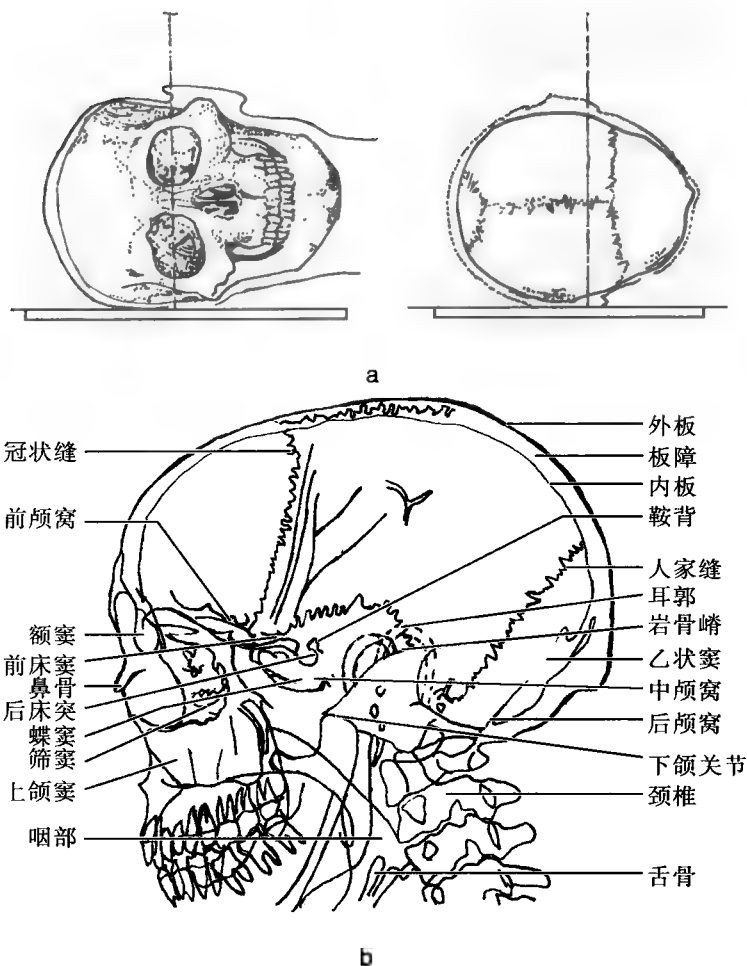 a
冠状缝
前颅窝
额窦
前床窦
鼻骨
后床突
蝶窦
筛窦
上颌窦
咽部
外板
板障
内板
鞍背
人家缝
耳郭
岩骨嵴
乙状窦
中颅窝
后颅窝
下颌关节
颈椎
舌骨
b